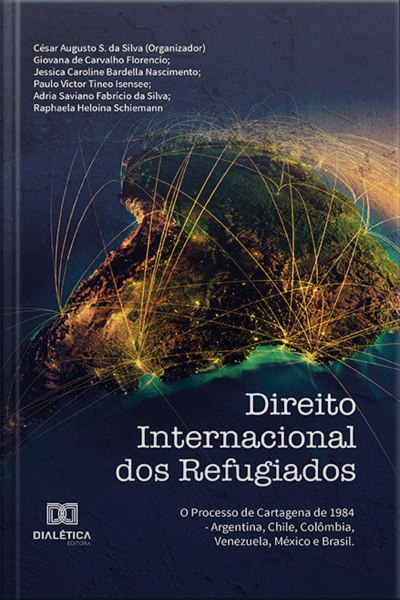 César Augusto S. da Silva (Organizador)
Giovana de Carvalho Florencio;
Jessica Caroline Bardella Nascimento;
Paulo Victor Tineo Isensee;
Adria Saviano Fabricio da Silva;
Raphaela Heloína Schiemann
Direito
Internacional
dos Refugiados
O Processo de Cartagena de 1984
- Argentina, Chile, Colômbia,
Venezuela, México e Brasil.
DIALÉTICA
EDITORA